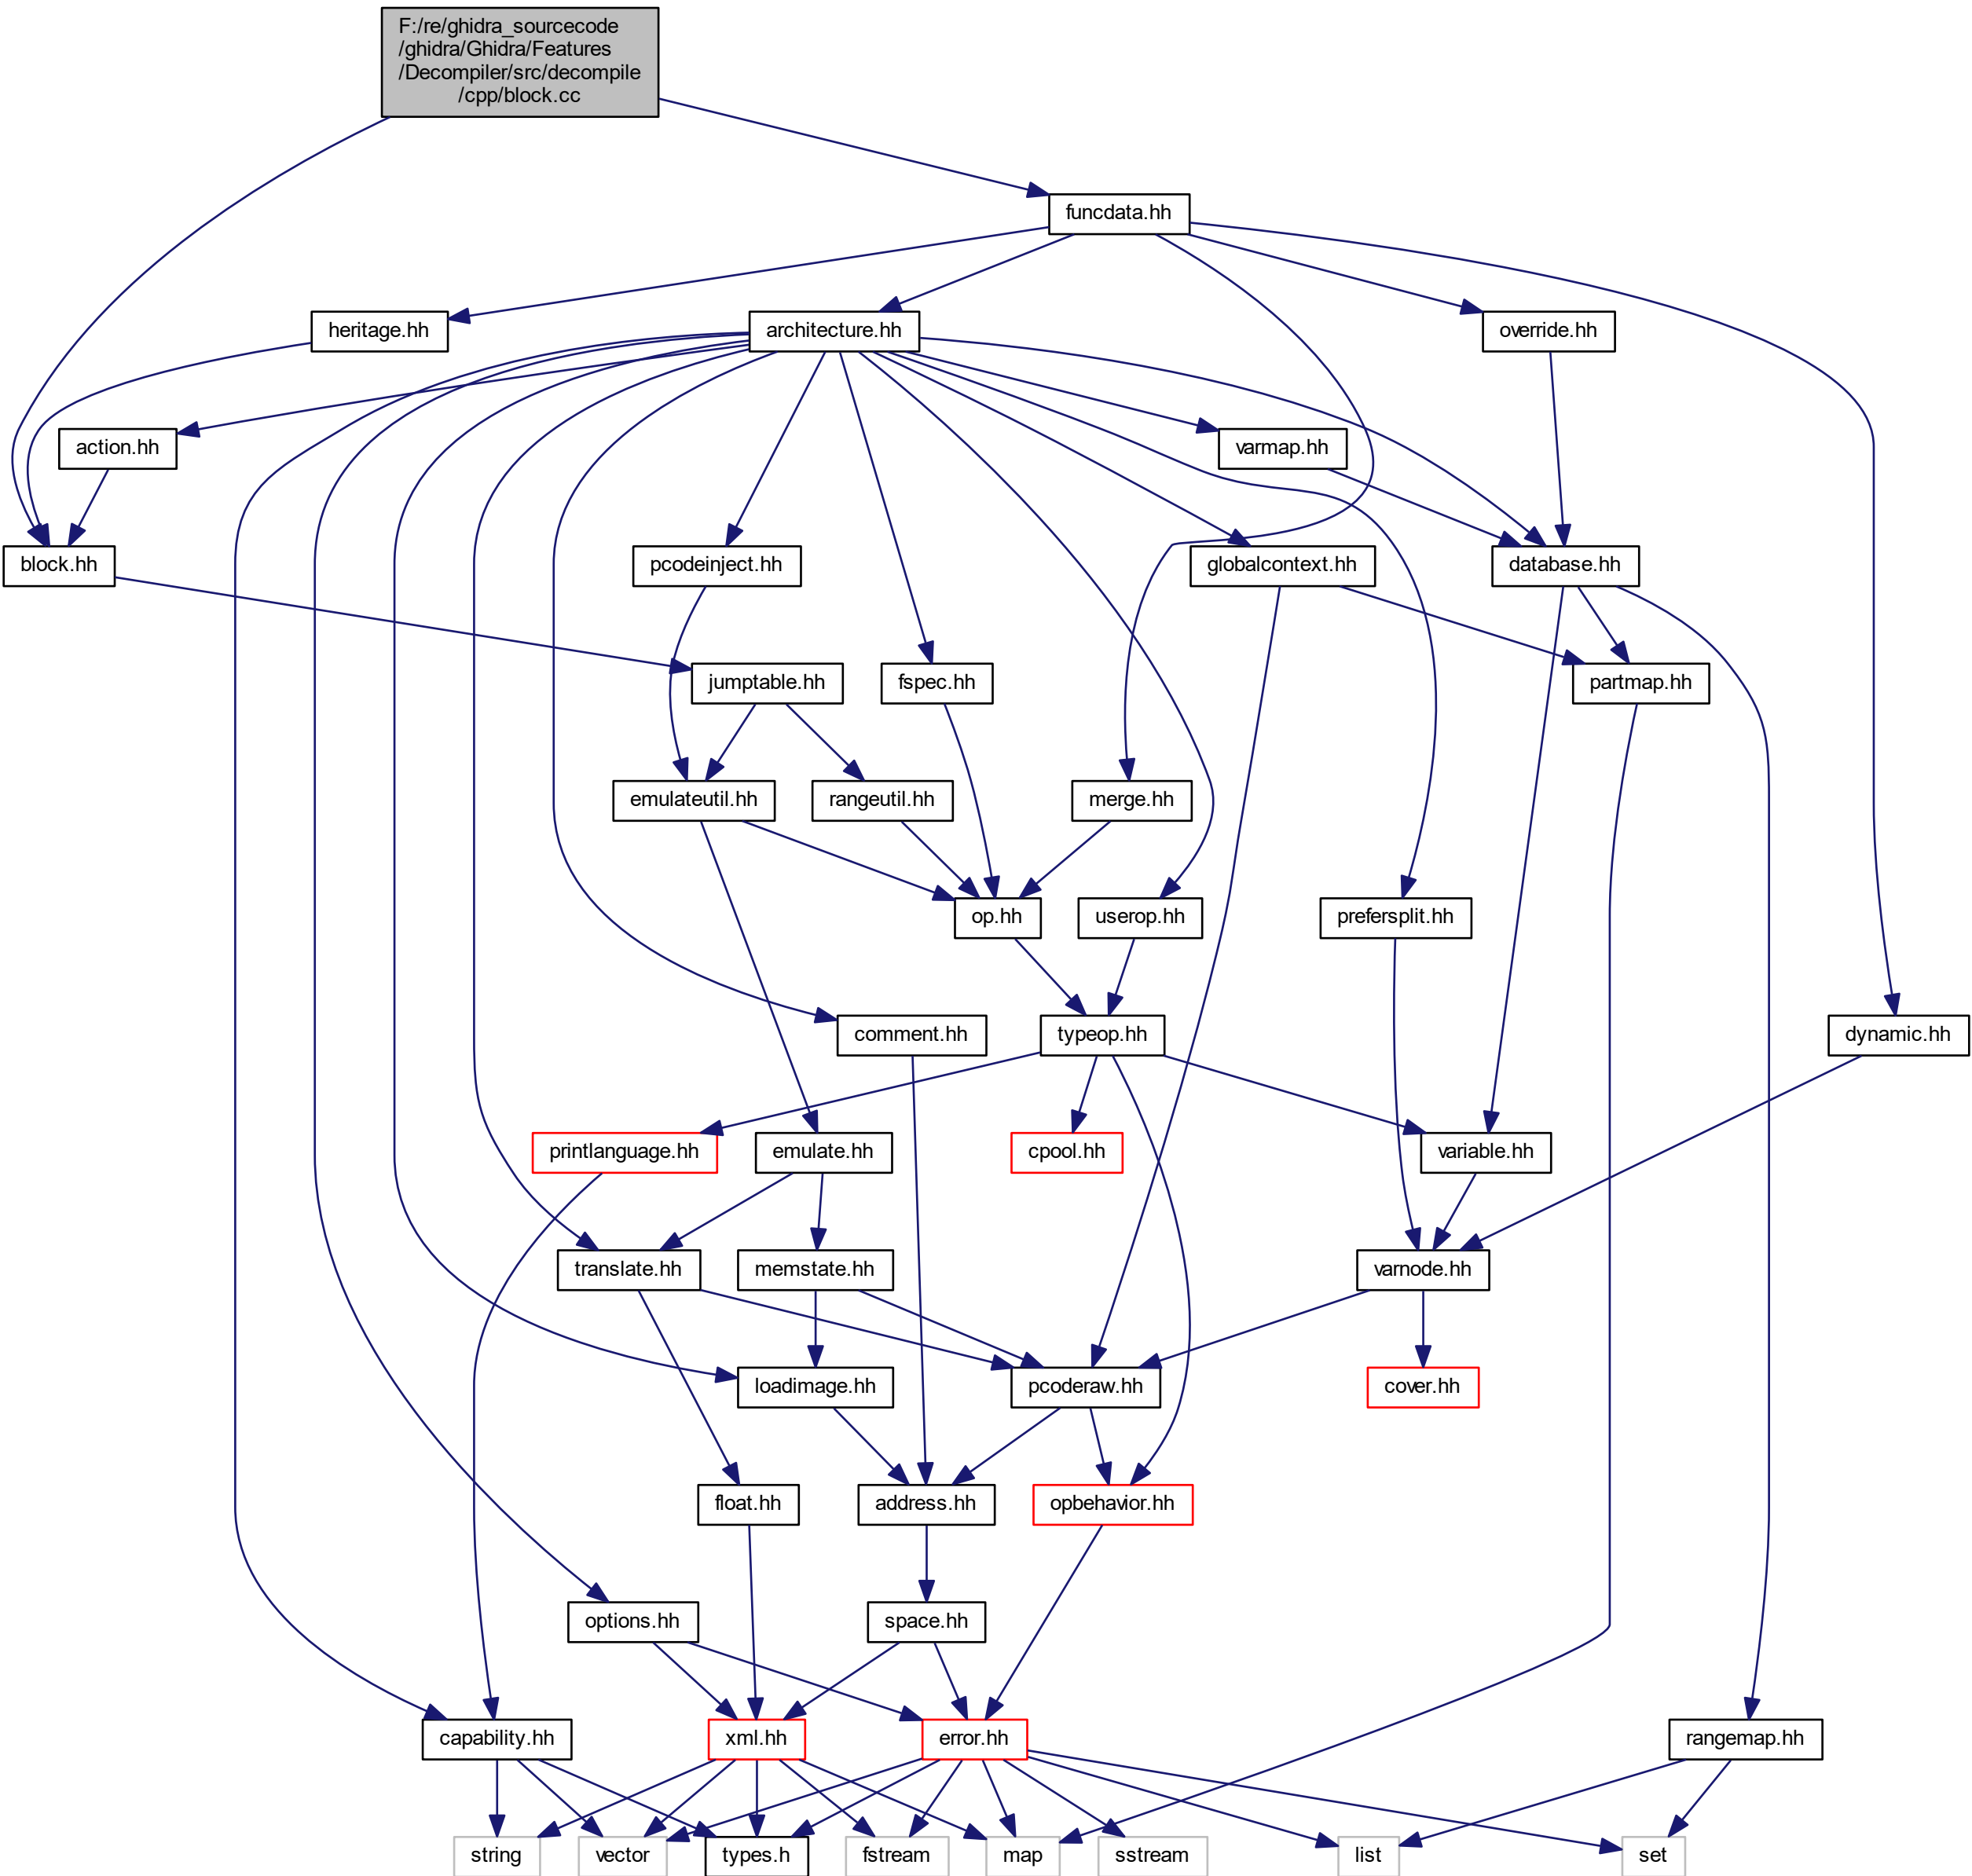 F:/re/ghidra_sourcecode
/ghidra/Ghidra/Features
/Decompiler/src/decompile
/cpp/block.cc
funcdata.hh
heritage.hh
architecture.hh
override.hh
action.hh
varmap.hh
block.hh
pcodeinject.hh
globalcontext.hh
database.hh
jumptable.hh
fspec.hh
partmap.hh
emulateutil.hh
rangeutil.hh
merge.hh
op.hh
userop.hh
prefersplit.hh
comment.hh
typeop.hh
dynamic.hh
printlanguage.hh
emulate.hh
cpool.hh
variable.hh
translate.hh
memstate.hh
varnode.hh
loadimage.hh
pcoderaw.hh
cover.hh
float.hh
address.hh
opbehavior.hh
options.hh
space.hh
capability.hh
xml.hh
error.hh
rangemap.hh
string
vector
types.h
fstream
map
sstream
list
set